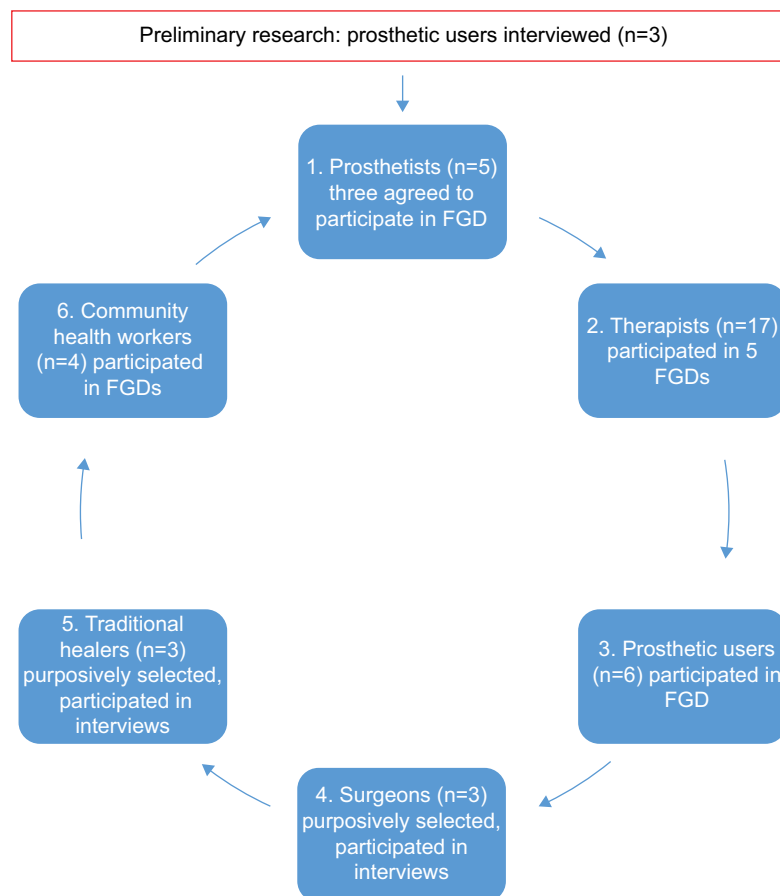 Preliminary research: prosthetic users interviewed (n=3)
1. Prosthetists (n=5)
three agreed to
participate in FGD
2. Therapists (n=17)
participated in 5
FGDs
3. Prosthetic users
(n=6) participated in
FGD
4. Surgeons (n=3)
purposively selected,
participated in
interviews
5. Traditional
healers (n=3)
purposively selected,
participated in
interviews
6. Community
health workers
(n=4) participated
in FGDs